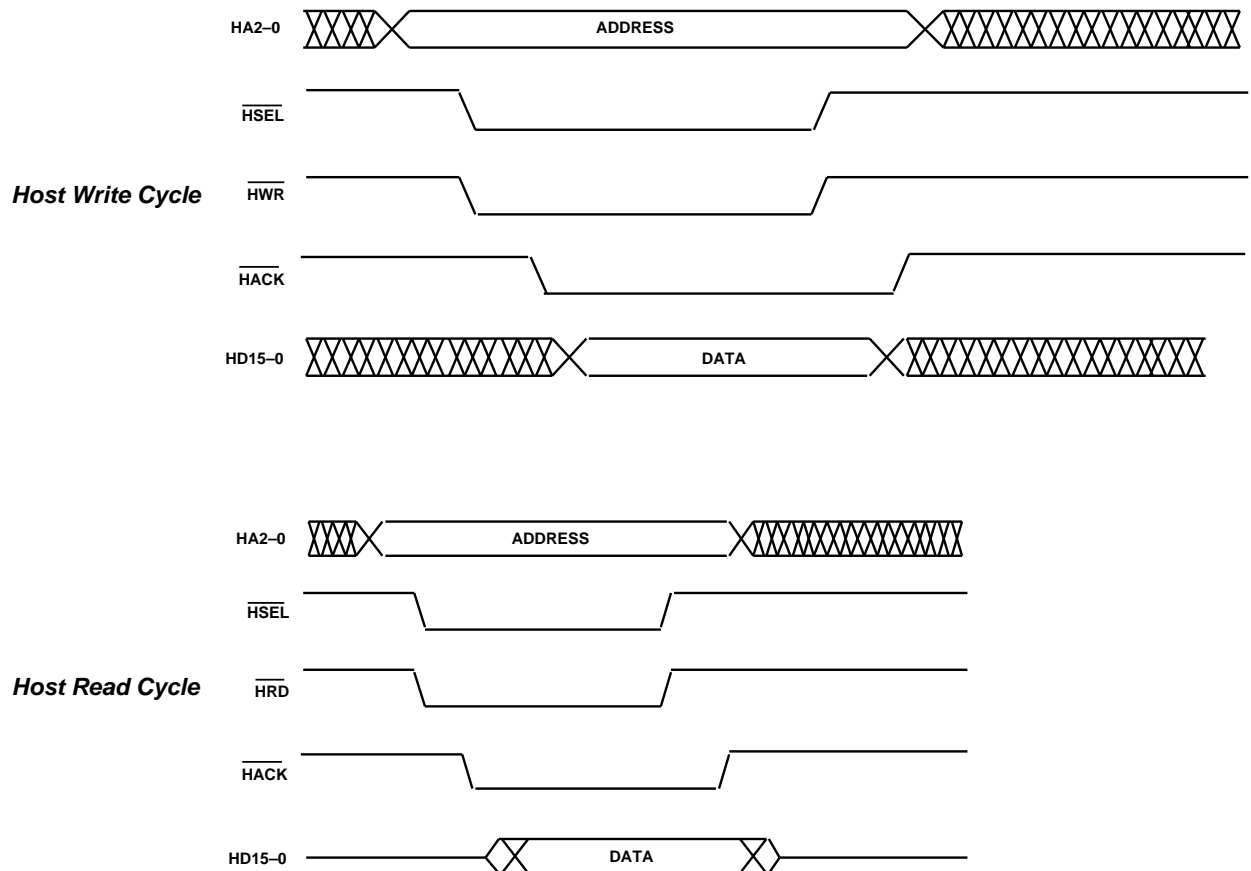 HA2–0 ADDRESS
HSEL
Host Write Cycle HWR
HACK
HD15–0 DATA
HA2–0 ADDRESS
HSEL
Host Read Cycle HRD
HACK
HD15–0 DATA